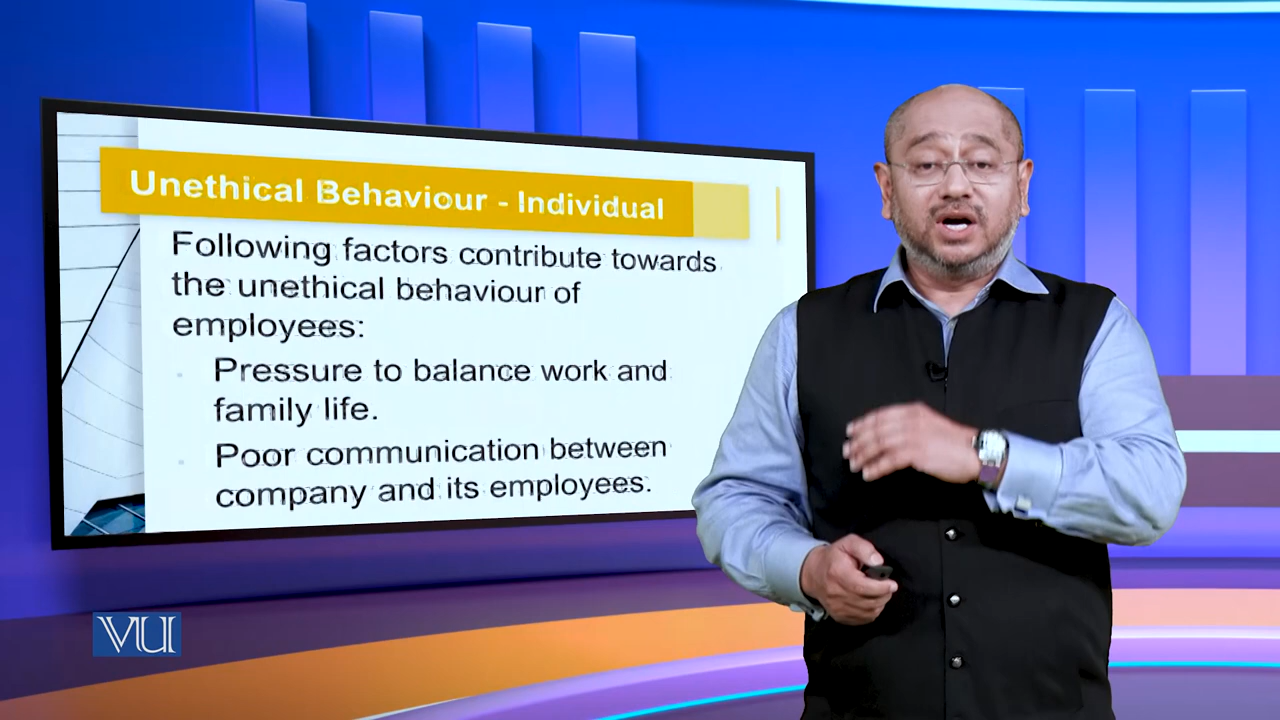 Unethical Behaviour - Individual
Following factors contribute towards
the unethical behaviour of
employees:
Pressure to balance work and
family life.
Poor communication between
company and its employees.
VU